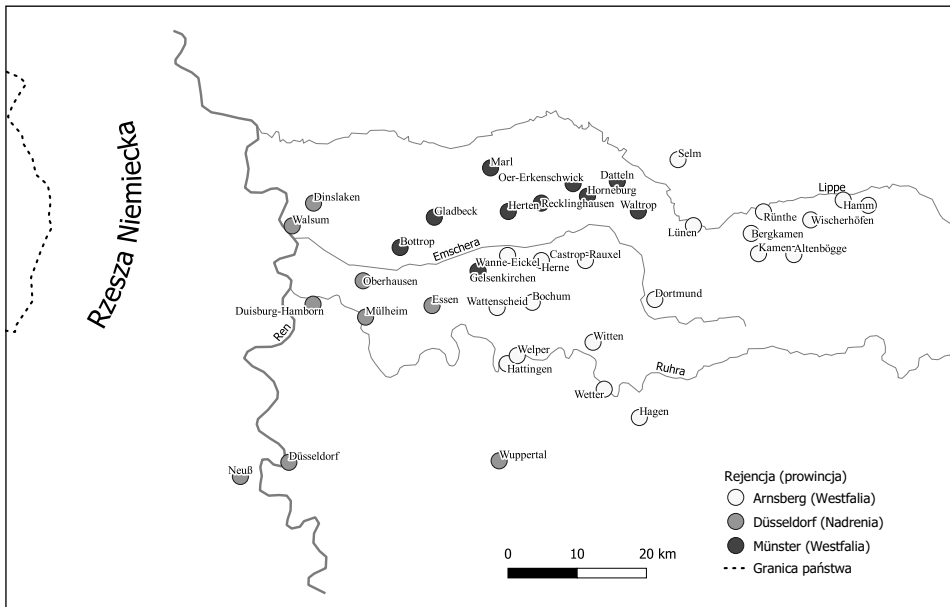 Selm
Marl
Oer-Erkenschwick
Datteln
Lippe
Horneburg
Dinslaken
Recklinghausen
Hamm
Herten
Waltrop
Rünthe
Gladbeck
Wischerhöfen
Walsum
Lünen
Bergkamen
Rzesza Niemiecka
Bottrop
Emschera
Kamen
Altenbögge
Castrop-Rauxel
Wanne-Eickel
Herne
Gelsenkirchen
Oberhausen
Dortmund
Bochum
Essen
Wattenscheid
Duisburg-Hamborn
Mülheim
Ren
Witten
Welper
Hattingen
Ruhra
Wetter
Hagen
Düsseldorf
Wuppertal
Neuß
Rejencja (prowincja)
Arnsberg (Westfalia)
Düsseldorf (Nadrenia)
Münster (Westfalia)
Granica państwa
0 10 20 km